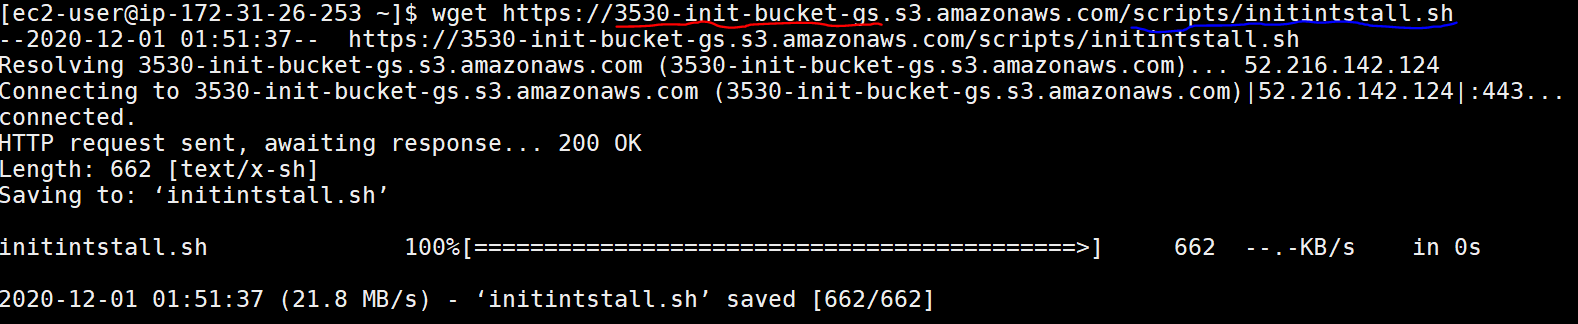 [ec2-user@ip-172-31-26-253 ~]$ wget https://3530-init-bucket-gs.s3.amazonaws.com/scripts/initintstall.sh
--2020-12-01 01:51:37--  https://3530-init-bucket-gs.s3.amazonaws.com/scripts/initintstall.sh
Resolving 3530-init-bucket-gs.s3.amazonaws.com (3530-init-bucket-gs.s3.amazonaws.com)... 52.216.142.124
Connecting to 3530-init-bucket-gs.s3.amazonaws.com (3530-init-bucket-gs.s3.amazonaws.com)|52.216.142.124|:443...
connected.
HTTP request sent, awaiting response... 200 OK
Length: 662 [text/x-sh]
Saving to: ‘initintstall.sh’
initintstall.sh              100%[===========================================>]     662  --.-KB/s    in 0s
2020-12-01 01:51:37 (21.8 MB/s) - ‘initintstall.sh’ saved [662/662]